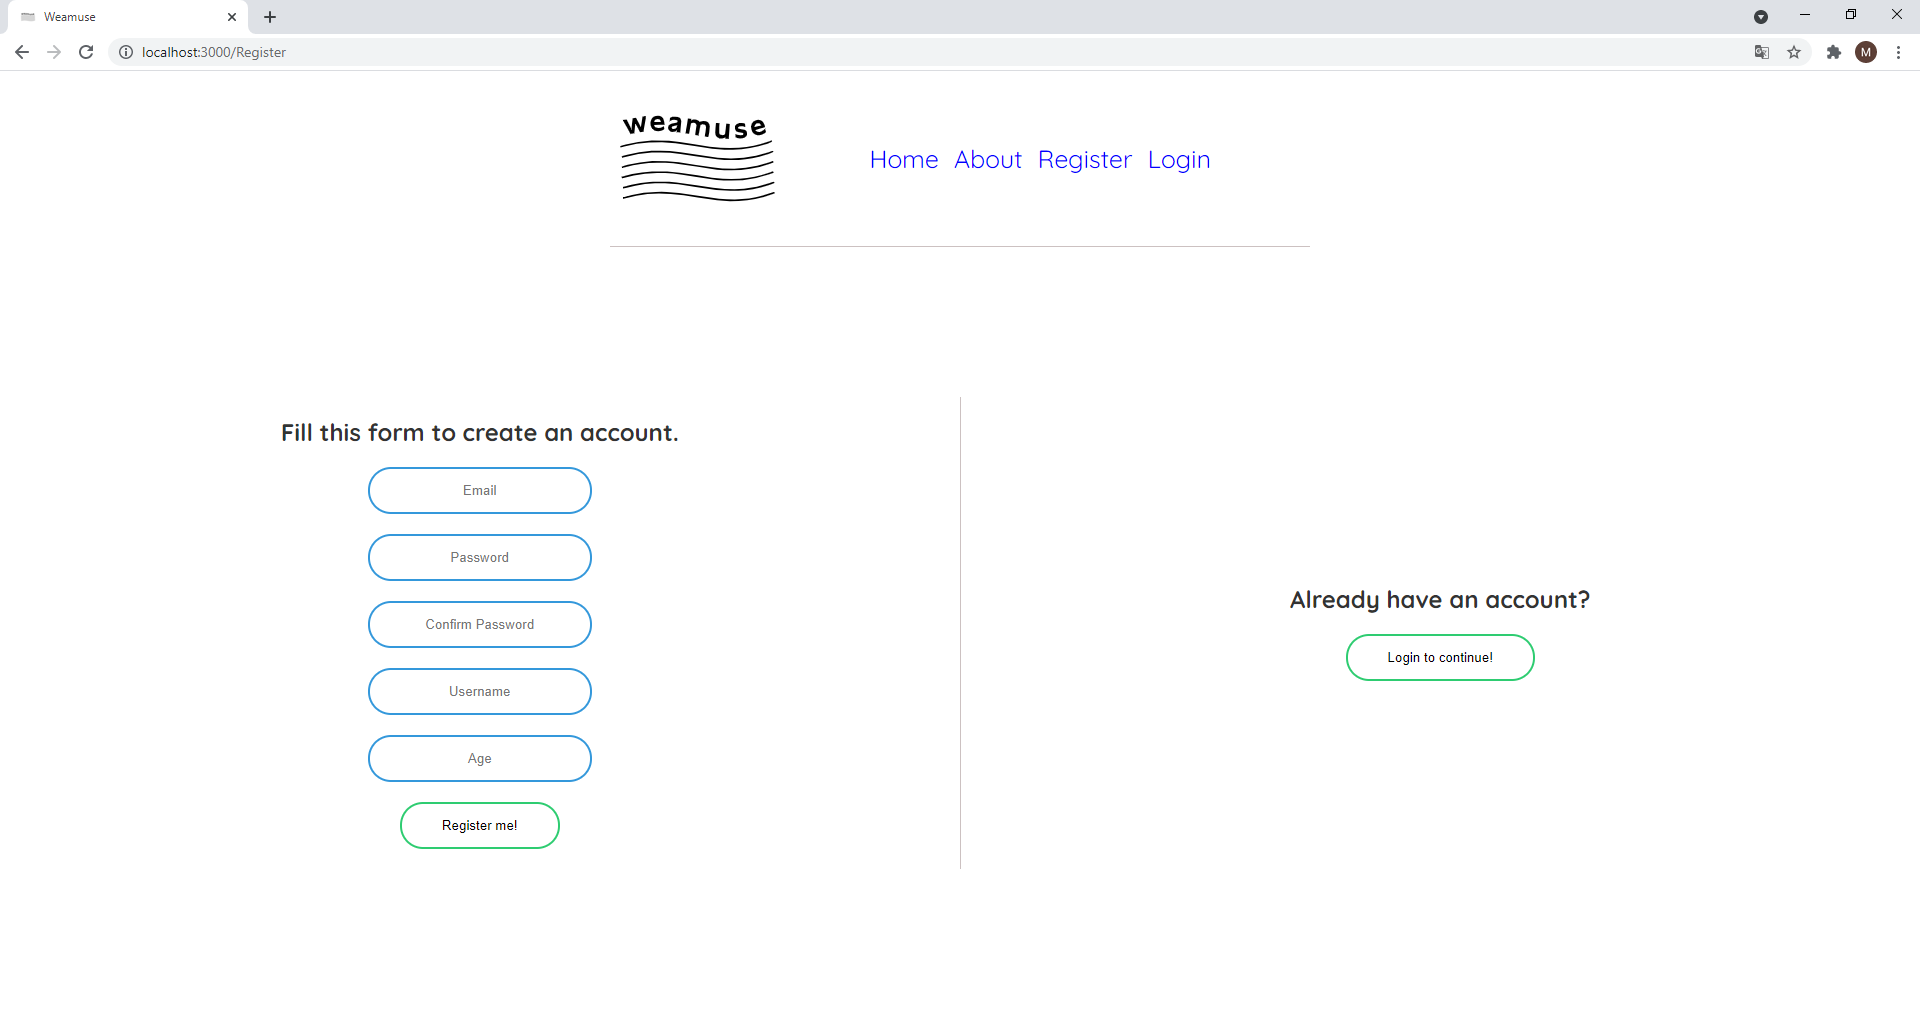 Weamuse
localhost:3000/Register
M
weamuse
Home About Register Login
Fill this form to create an account.
Email
Password
Confirm Password
Username
Age
Register me!
Already have an account?
Login to continue!